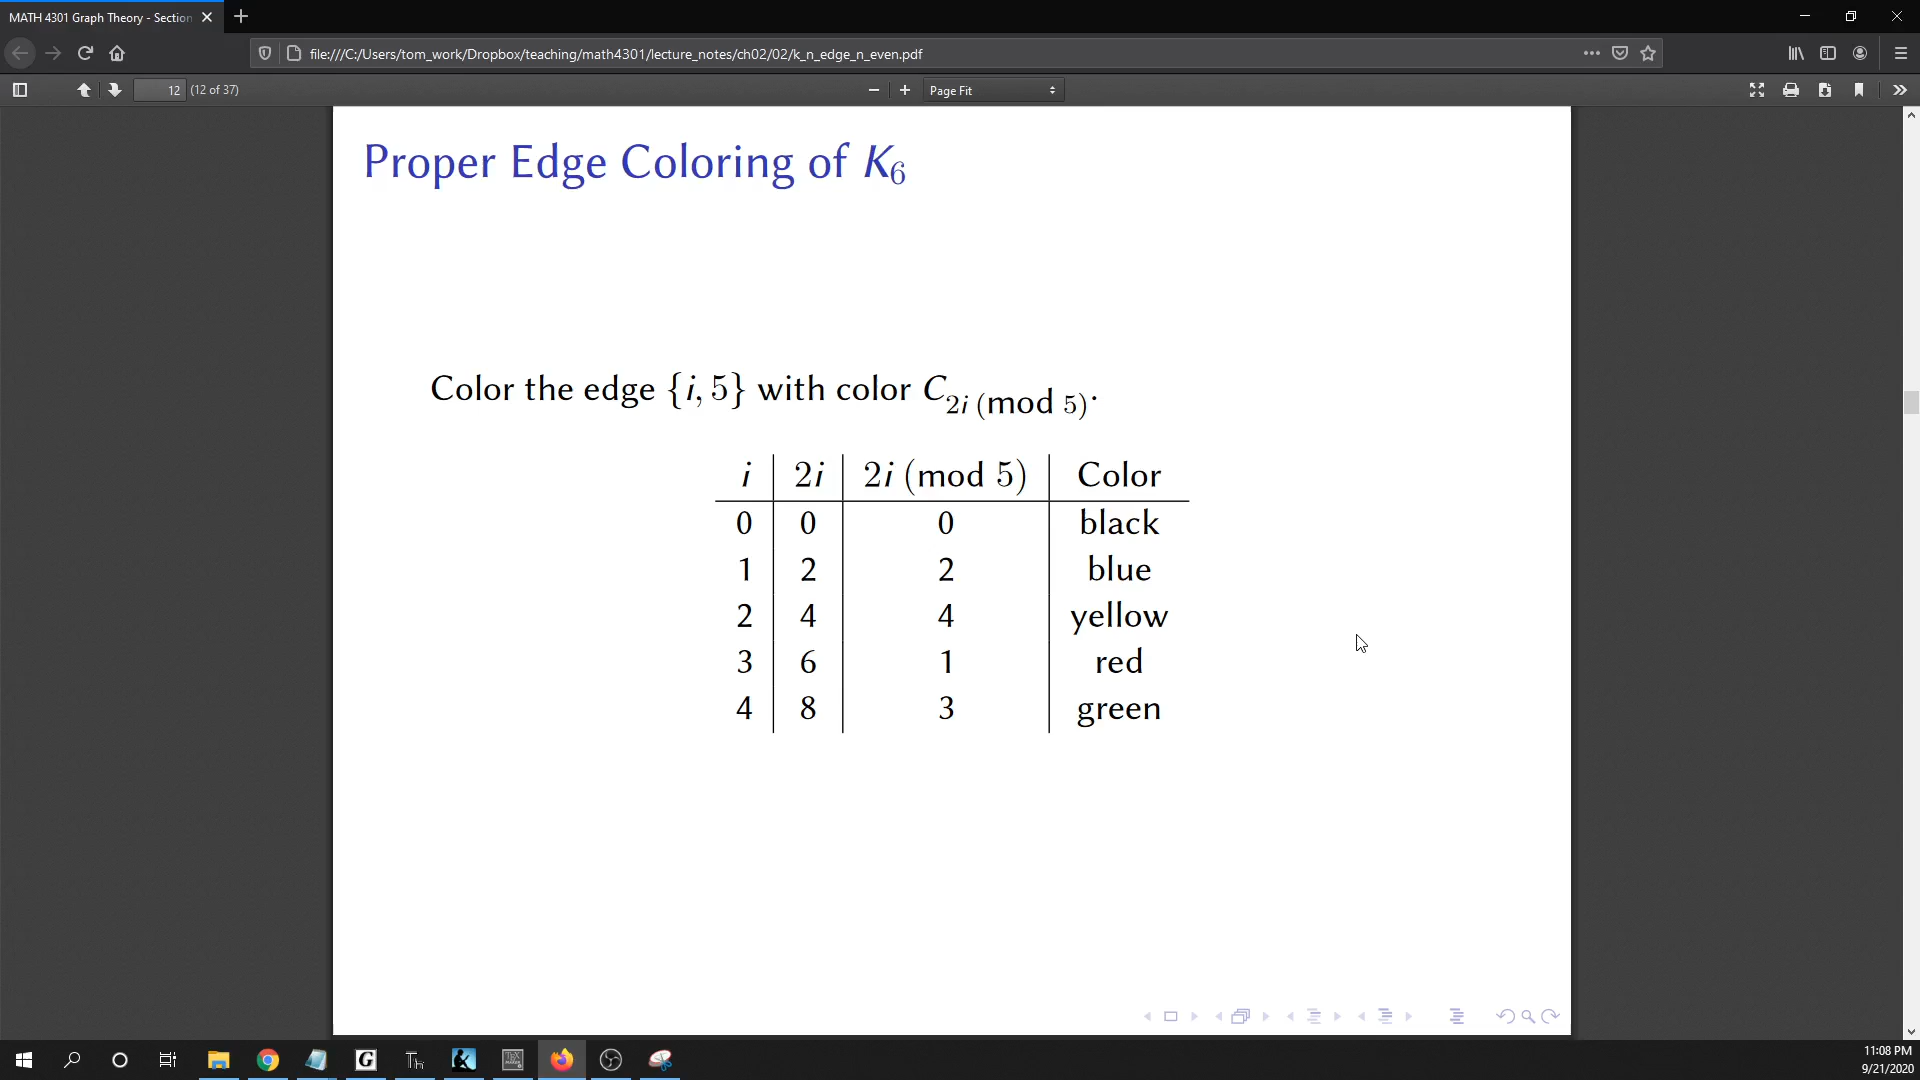 MATH 4301 Graph Theory - Section
file:///C:/Users/tom_work/Dropbox/teaching/math4301/lecture_notes/ch02/02/k_n_edge_n_even.pdf
12 (12 of 37)
Page Fit
Proper Edge Coloring of K₆
Color the edge {i, 5} with color C₂ᵢ (mod 5).
i 2i 2i (mod 5) Color
0 0 0 black
1 2 2 blue
2 4 4 yellow
3 6 1 red
4 8 3 green
G Th TEX MAKER
11:08 PM
9/21/2020